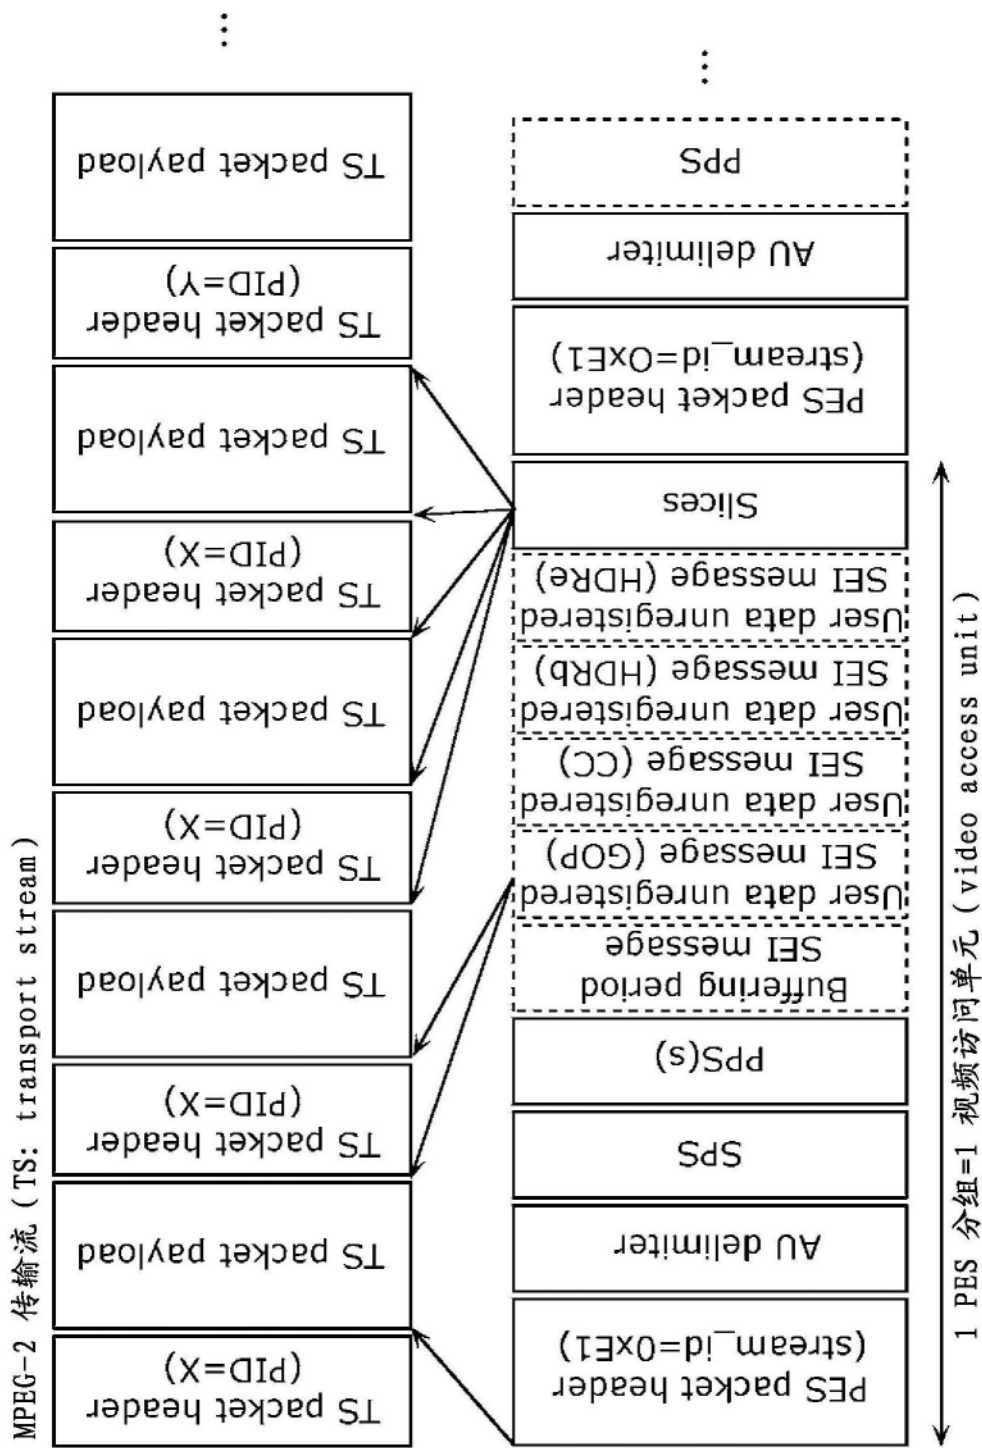 MPEG-2 传输流 (TS: transport stream)
TS packet header
(PID=X)
TS packet payload
TS packet header
(PID=X)
TS packet payload
TS packet header
(PID=X)
TS packet payload
TS packet header
(PID=X)
TS packet payload
TS packet header
(PID=Y)
TS packet payload
...
PES packet header
(stream_id=0xE1)
AU delimiter
SPS
PPS(s)
Buffering period
SEI message
User data unregistered
SEI message (GOP)
User data unregistered
SEI message (CC)
User data unregistered
SEI message (HDRb)
User data unregistered
SEI message (HDRe)
Slices
PES packet header
(stream_id=0xE1)
AU delimiter
PPS
...
1 PES 分组=1 视频访问单元 (video access unit)